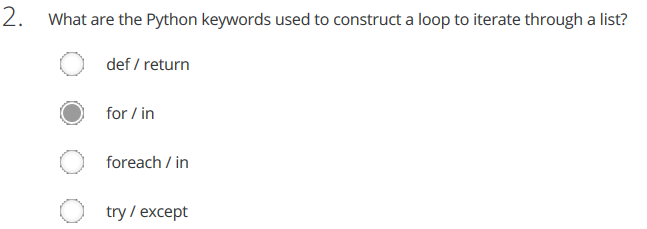 2. What are the Python keywords used to construct a loop to iterate through a list?
def / return
for / in
foreach / in
try / except